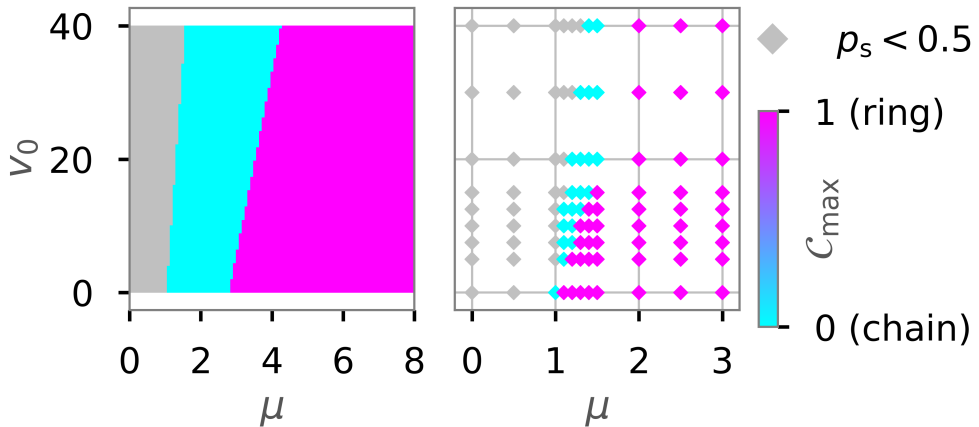 40
20
0
v₀
0 2 4 6 8
μ
0 1 2 3
μ
pₛ < 0.5
1 (ring)
𝒞ₘₐₓ
0 (chain)